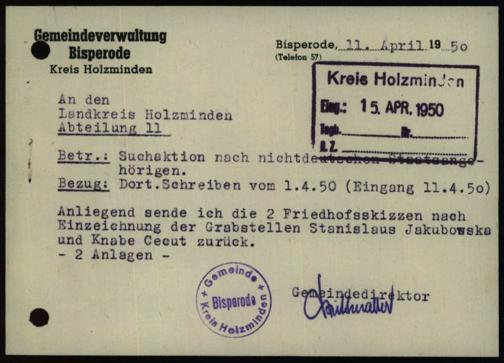 Gemeindeverwaltung
Bisperode
Kreis Holzminden
Bisperode, 11. April 1950
(Telefon 57)
Kreis Holzminden
Eing.: 15. APR. 1950
Tagb. Nr.
A.Z.
An den
Landkreis Holzminden
Abteilung 11
Betr.: Suchaktion nach nichtdeutschen Staatsange-
hörigen.
Bezug: Dort.Schreiben vom 1.4.50 (Eingang 11.4.5o)
Anliegend sende ich die 2 Friedhofsskizzen nach
Einzeichnung der Grabstellen Stanislaus Jakubowska
und Knabe Cecut zurück.
- 2 Anlagen -
Gemeindedirektor
Gemeinde
Bisperode
Kreis Holzminden